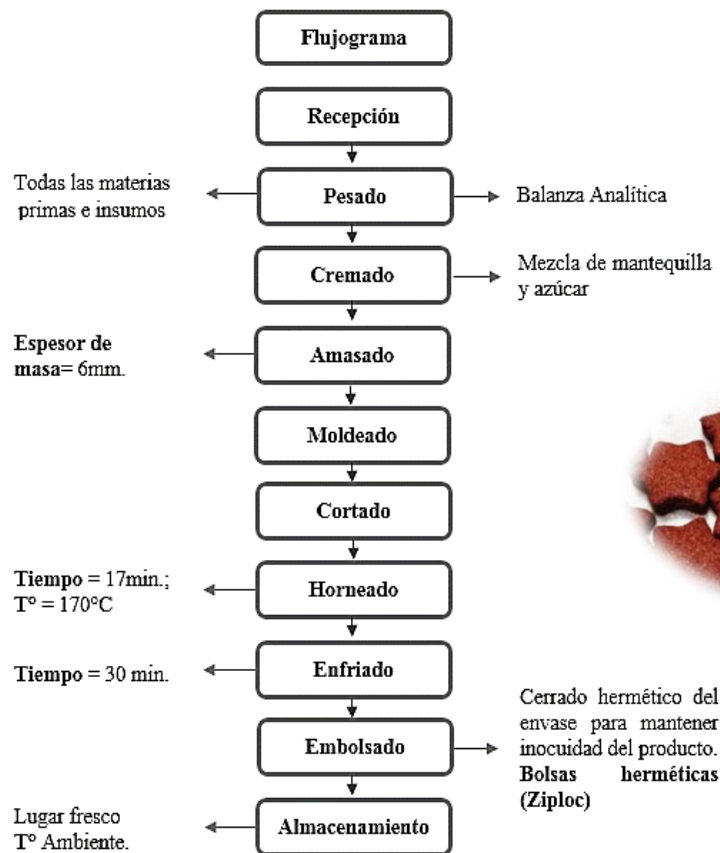 Flujograma
Recepción
Todas las materias
primas e insumos
Pesado
Balanza Analítica
Cremado
Mezcla de mantequilla
y azúcar
Espesor de
masa= 6mm.
Amasado
Moldeado
Cortado
Tiempo = 17min.;
Tº = 170°C
Horneado
Tiempo = 30 min.
Enfriado
Embolsado
Cerrado hermético del
envase para mantener
inocuidad del producto.
Bolsas herméticas
(Ziploc)
Lugar fresco
Tº Ambiente.
Almacenamiento